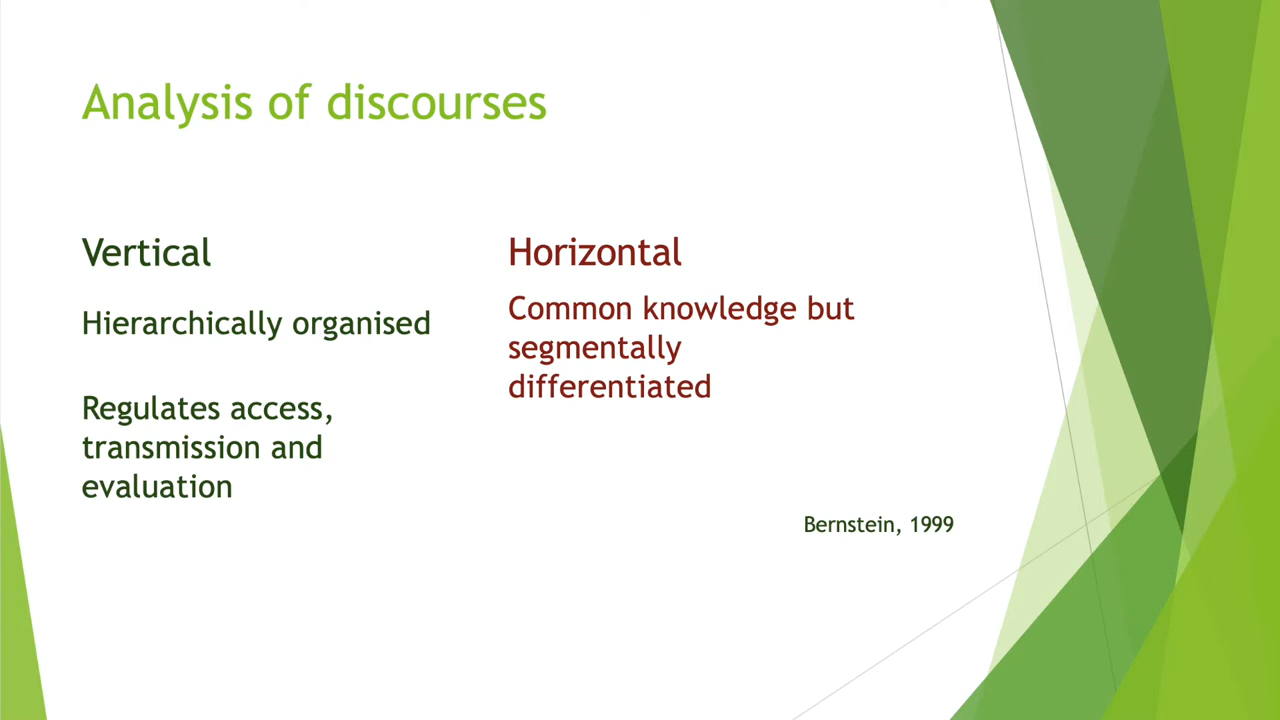 Analysis of discourses
Vertical
Hierarchically organised
Regulates access,
transmission and
evaluation
Horizontal
Common knowledge but
segmentally
differentiated
Bernstein, 1999